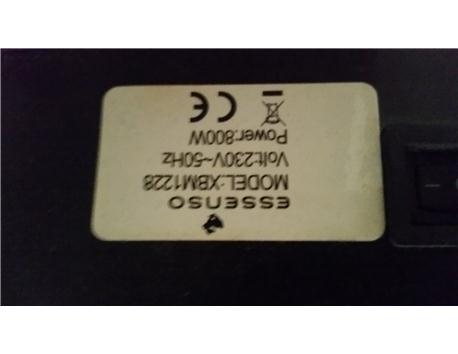 ESSENSO
MODEL:XBM1228
Volt:230V~50Hz
Power:800W
CE